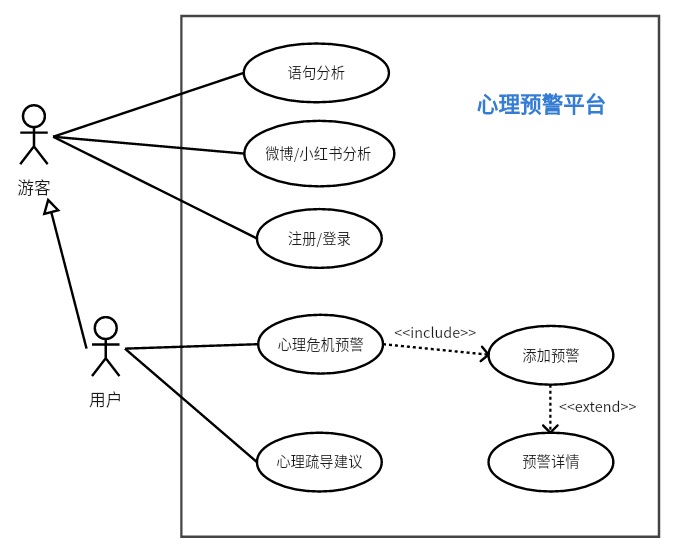 语句分析
心理预警平台
微博/小红书分析
游客
注册/登录
心理危机预警
<<include>>
添加预警
用户
<<extend>>
心理疏导建议
预警详情